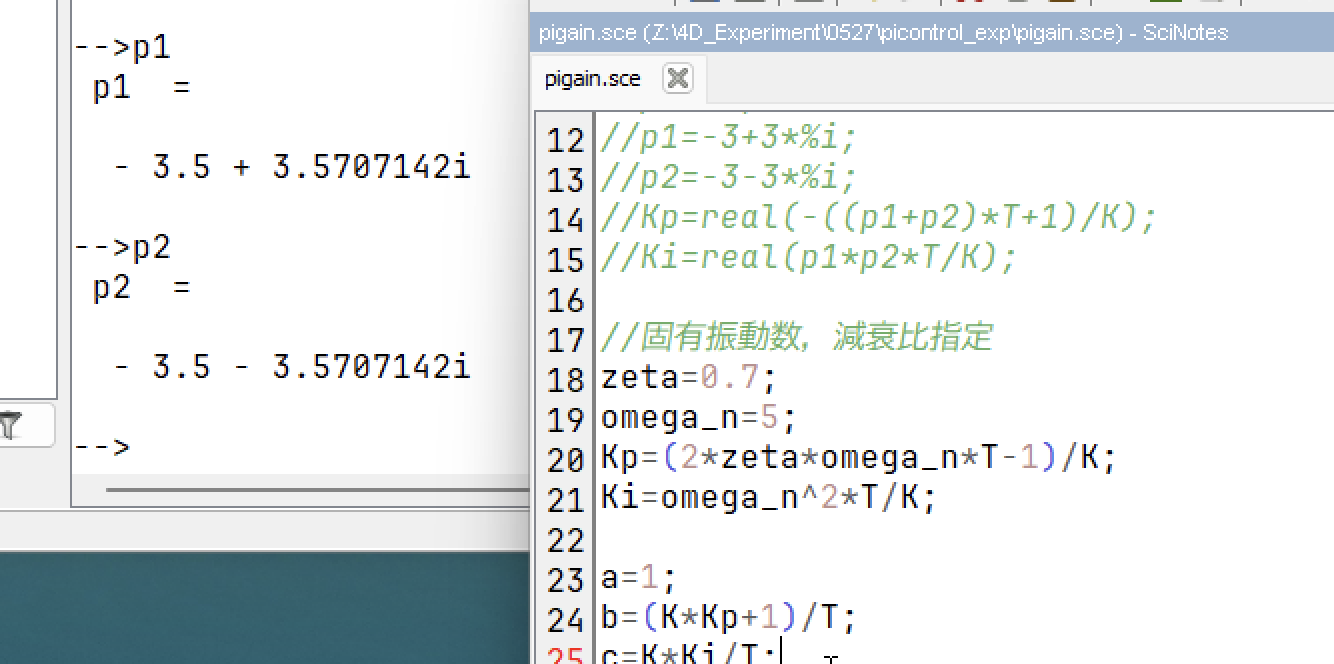 -->p1
p1 =
- 3.5 + 3.5707142i
-->p2
p2 =
- 3.5 - 3.5707142i
-->
pigain.sce (Z:\4D_Experiment\0527\picontrol_exp\pigain.sce) - SciNotes
pigain.sce
12 //p1=-3+3*%i;
13 //p2=-3-3*%i;
14 //Kp=real(-((p1+p2)*T+1)/K);
15 //Ki=real(p1*p2*T/K);
16
17 //固有振動数，減衰比指定
18 zeta=0.7;
19 omega_n=5;
20 Kp=(2*zeta*omega_n*T-1)/K;
21 Ki=omega_n^2*T/K;
22
23 a=1;
24 b=(K*Kp+1)/T;
25 c=K*Ki/T;